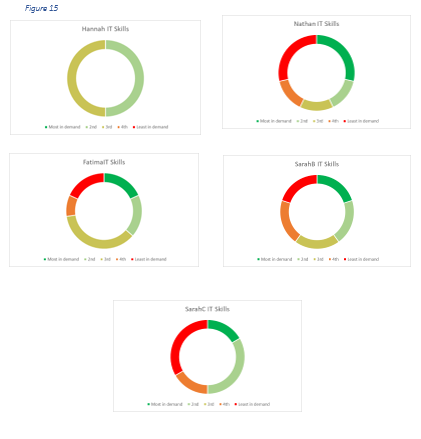 Figure 15
Hannah IT Skills
Most in demand 2nd 3rd 4th Least in demand
Nathan IT Skills
Most in demand 2nd 3rd 4th Least in demand
FatimaIT Skills
Most in demand 2nd 3rd 4th Least in demand
SarahB IT Skills
Most in demand 2nd 3rd 4th Least in demand
SarahC IT Skills
Most in demand 2nd 3rd 4th Least in demand